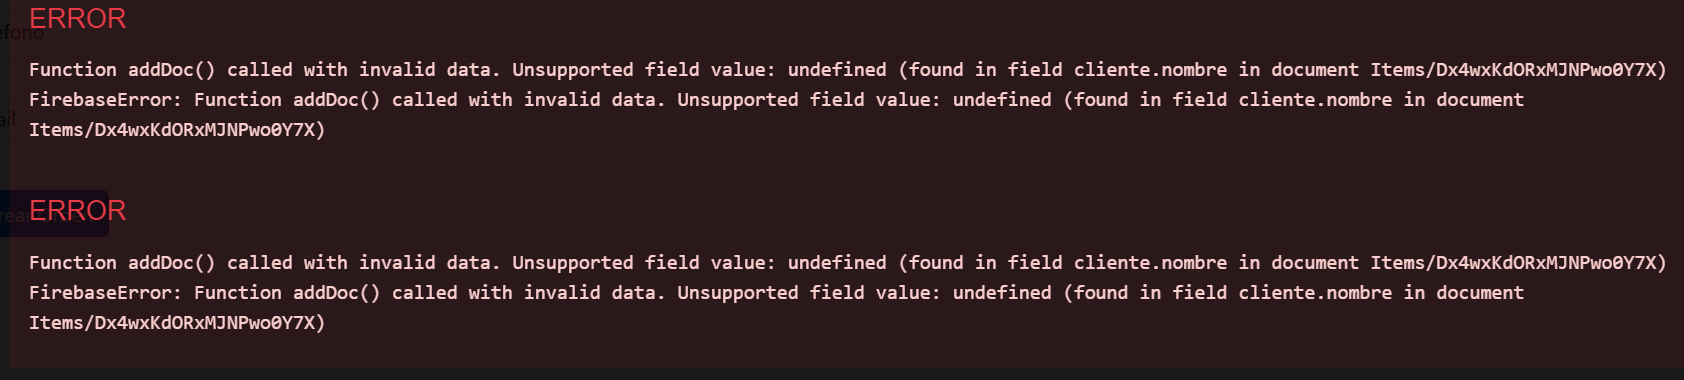 ERROR
efono
Function addDoc() called with invalid data. Unsupported field value: undefined (found in field cliente.nombre in document Items/Dx4wxKdORxMJNPwo0Y7X)
FirebaseError: Function addDoc() called with invalid data. Unsupported field value: undefined (found in field cliente.nombre in document
ail
Items/Dx4wxKdORxMJNPwo0Y7X)
ERROR
rear
Function addDoc() called with invalid data. Unsupported field value: undefined (found in field cliente.nombre in document Items/Dx4wxKdORxMJNPwo0Y7X)
FirebaseError: Function addDoc() called with invalid data. Unsupported field value: undefined (found in field cliente.nombre in document
Items/Dx4wxKdORxMJNPwo0Y7X)